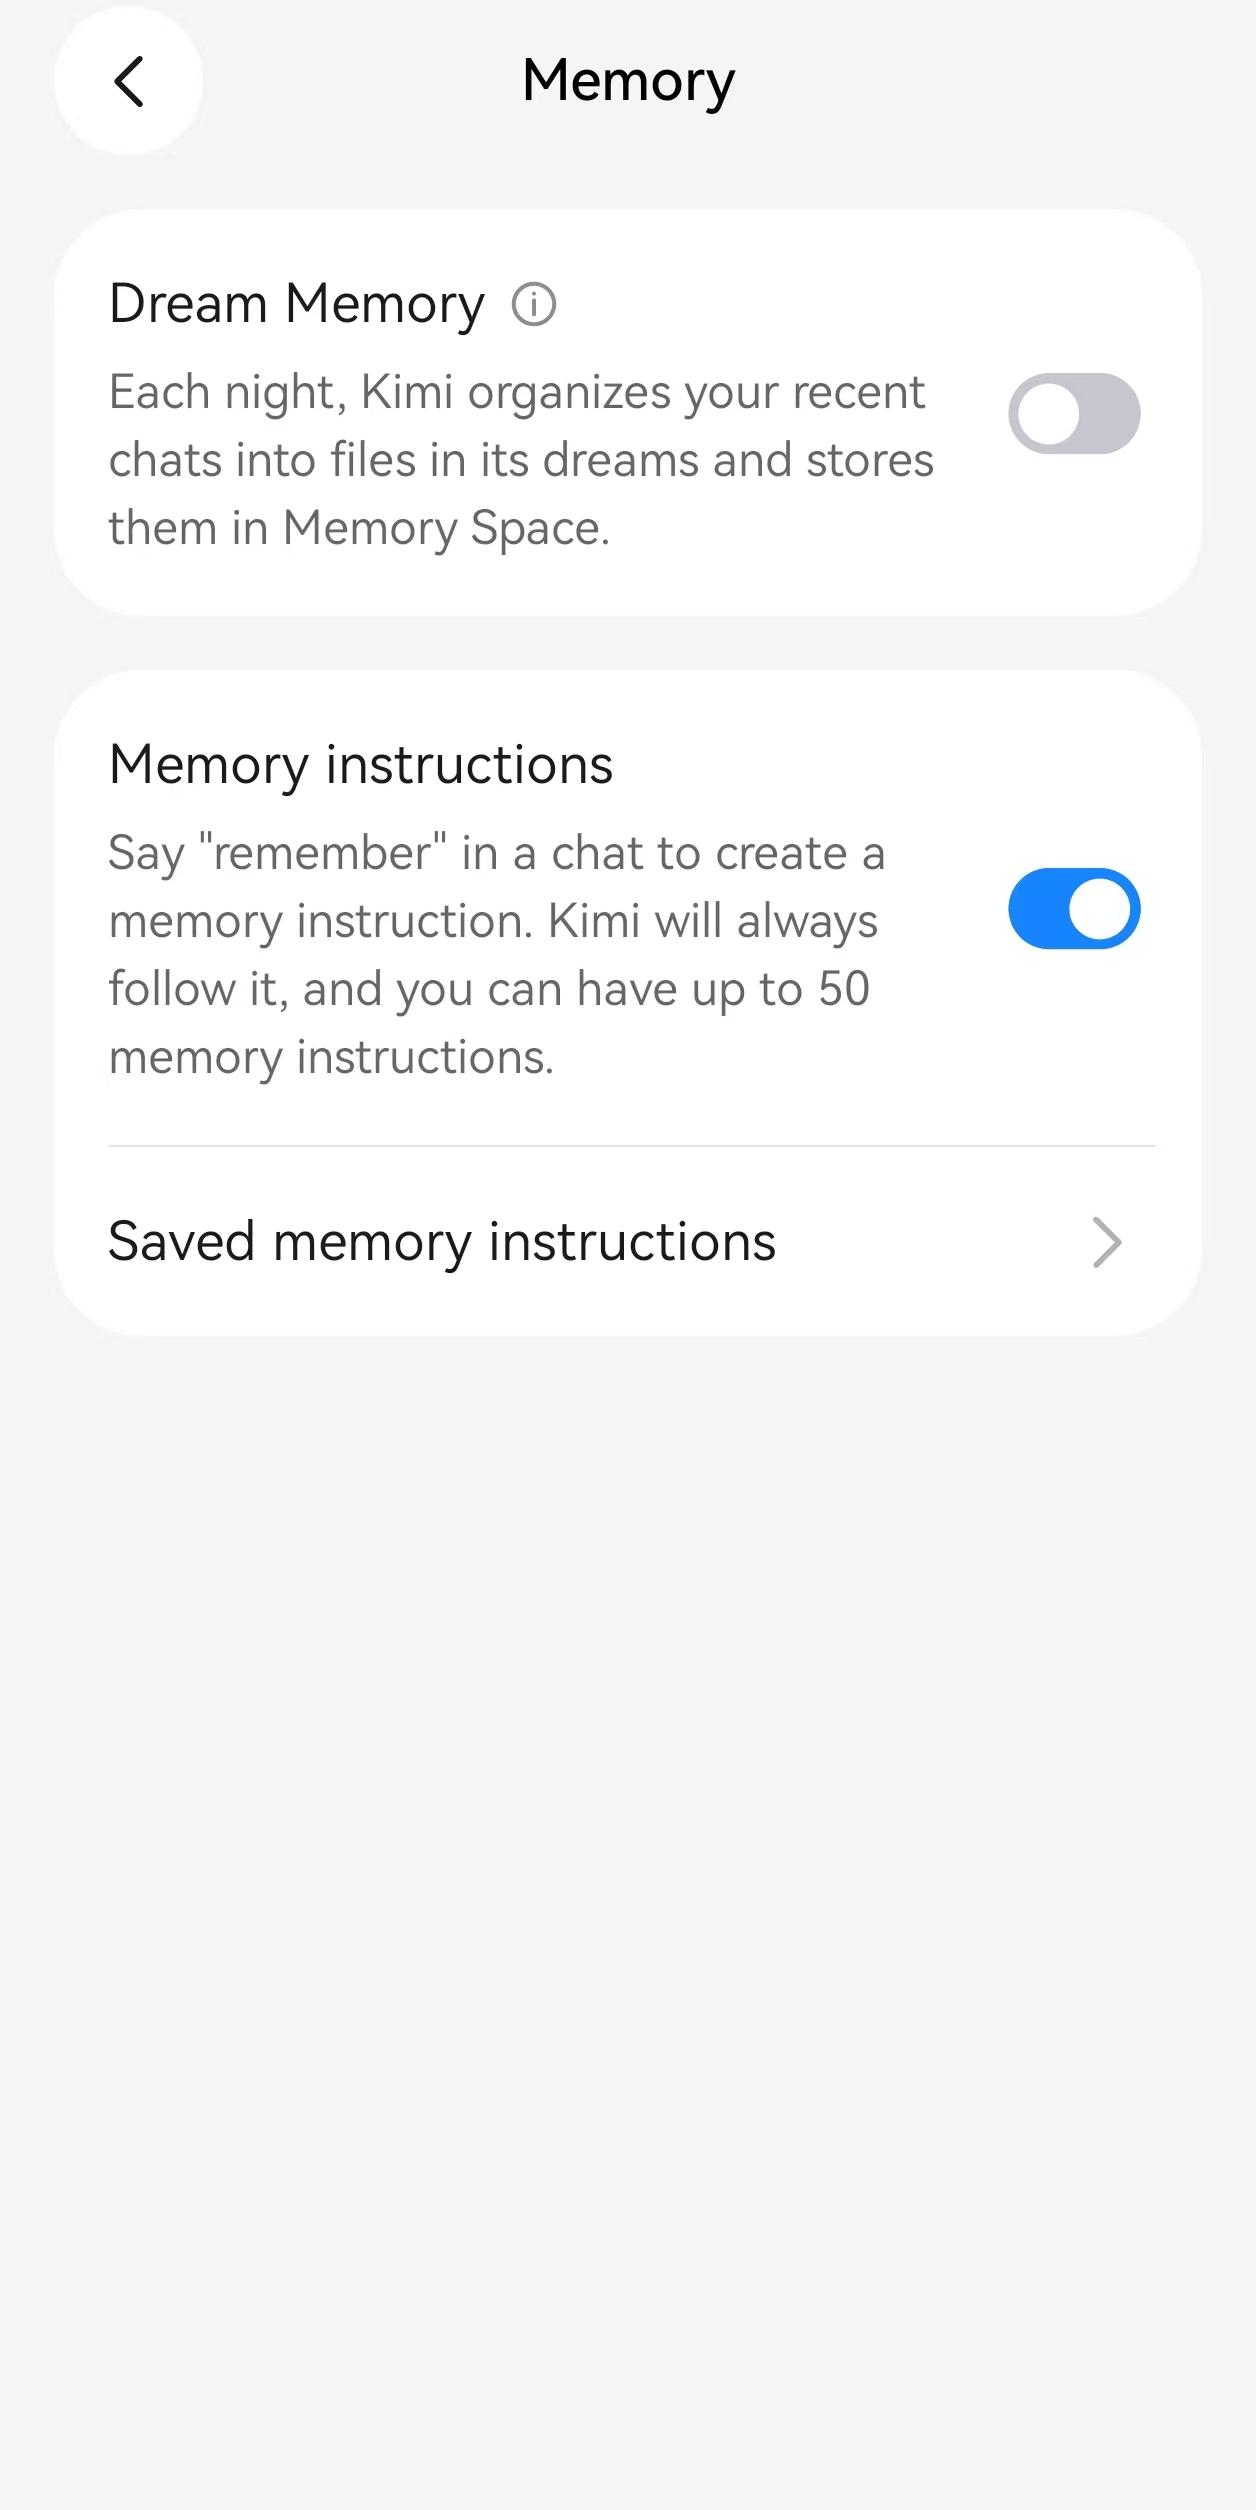 Memory
Dream Memory
Each night, Kimi organizes your recent
chats into files in its dreams and stores
them in Memory Space.
Memory instructions
Say "remember" in a chat to create a
memory instruction. Kimi will always
follow it, and you can have up to 50
memory instructions.
Saved memory instructions